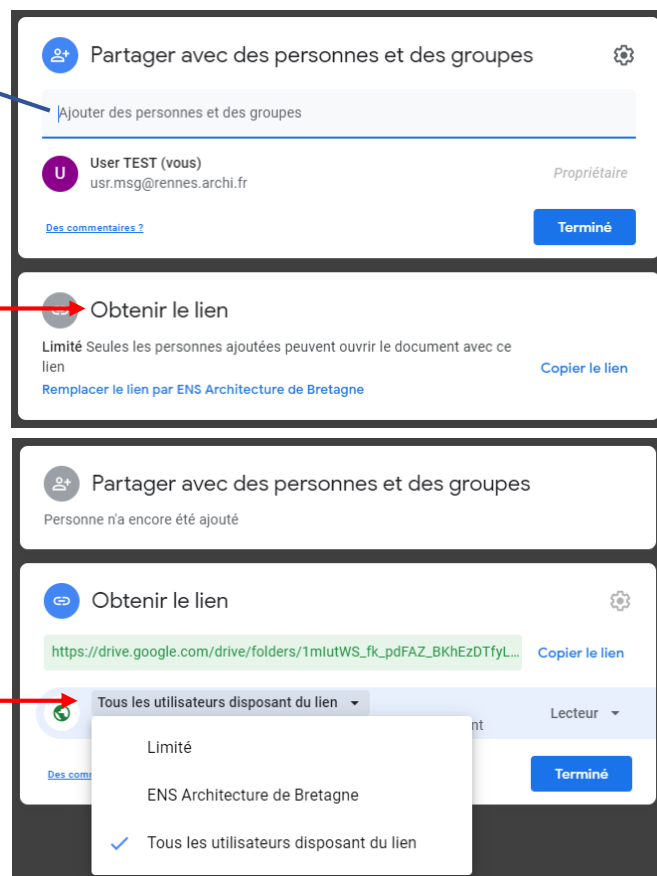 Partager avec des personnes et des groupes
Ajouter des personnes et des groupes
U
User TEST (vous)
usr.msg@rennes.archi.fr
Propriétaire
Des commentaires ?
Terminé
Obtenir le lien
Limité Seules les personnes ajoutées peuvent ouvrir le document avec ce
lien
Copier le lien
Remplacer le lien par ENS Architecture de Bretagne
Partager avec des personnes et des groupes
Personne n'a encore été ajouté
Obtenir le lien
https://drive.google.com/drive/folders/1mIutWS_fk_pdFAZ_BKhEzDTfyL...
Copier le lien
Tous les utilisateurs disposant du lien
nt
Lecteur
Des com
Limité
ENS Architecture de Bretagne
Tous les utilisateurs disposant du lien
Terminé